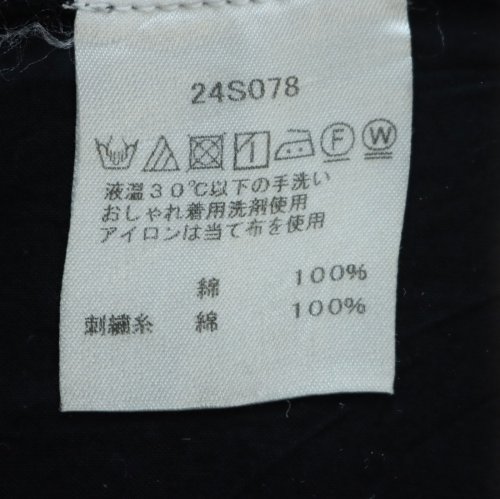 24S078
F W
液温30℃以下の手洗い
おしゃれ着用洗剤使用
アイロンは当て布を使用
綿 100%
刺繍糸 綿 100%